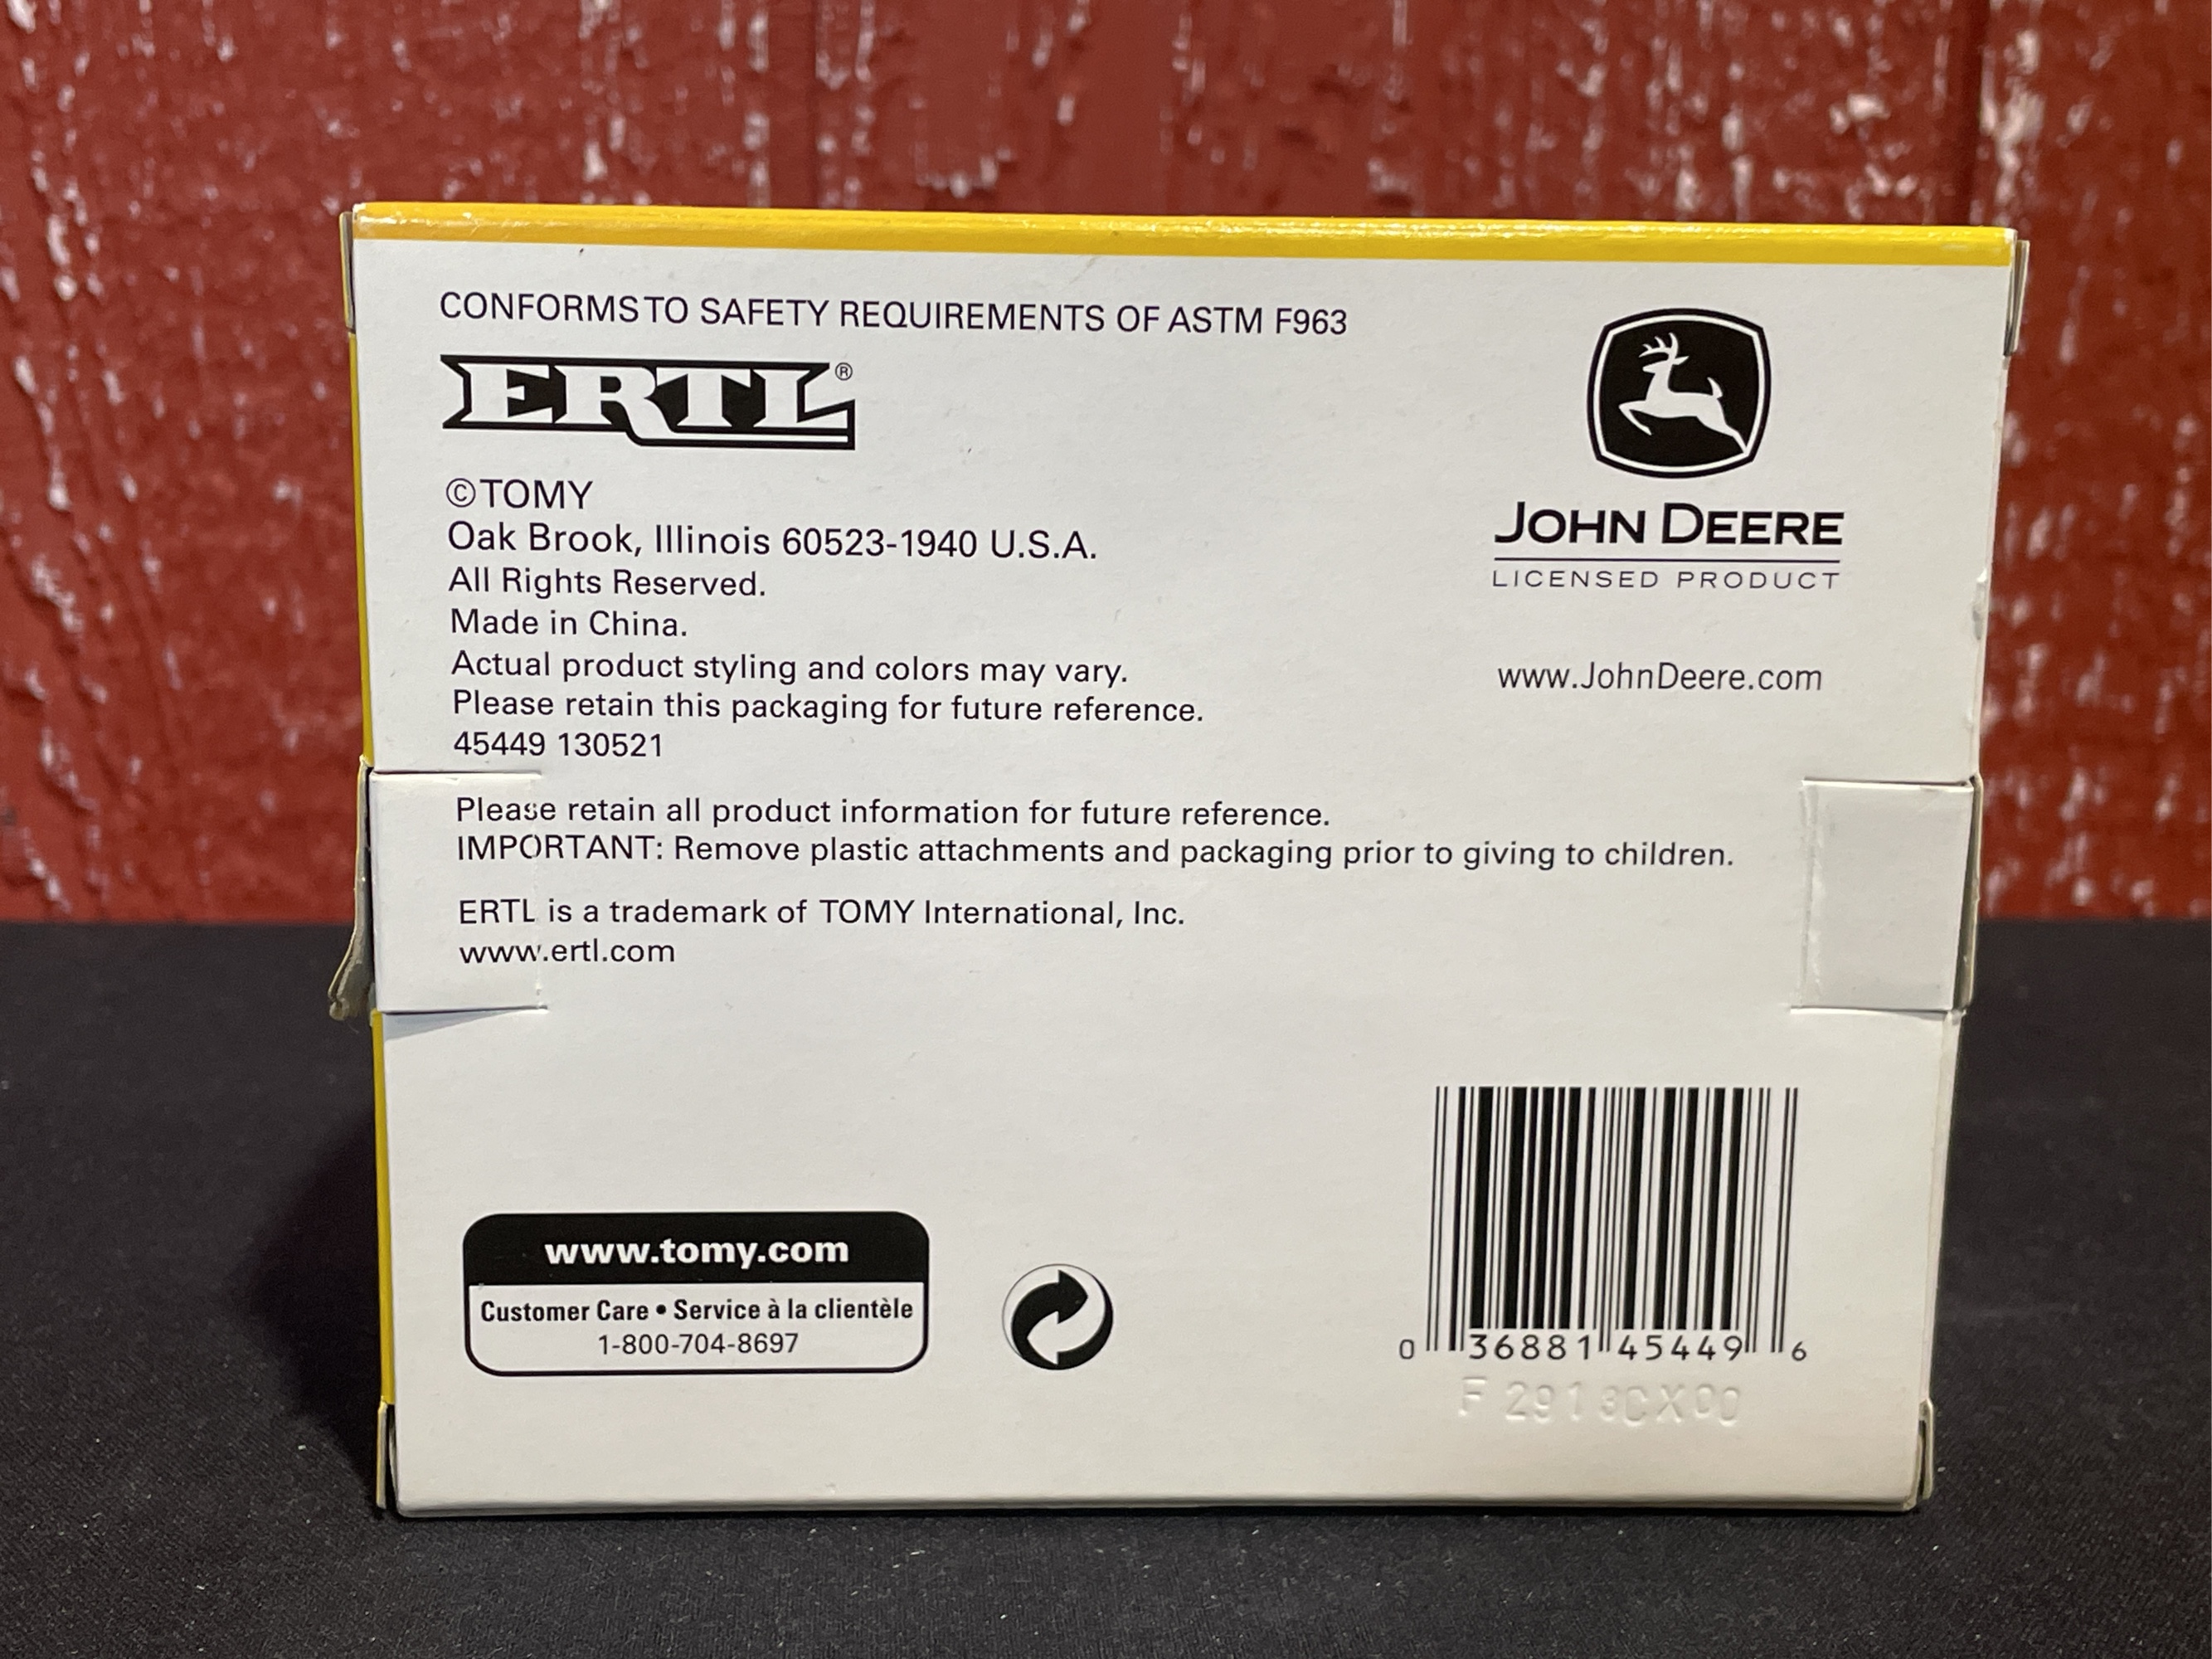 CONFORMS TO SAFETY REQUIREMENTS OF ASTM F963
ERTL®
©TOMY
Oak Brook, Illinois 60523-1940 U.S.A.
All Rights Reserved.
Made in China.
Actual product styling and colors may vary.
Please retain this packaging for future reference.
45449 130521
Please retain all product information for future reference.
IMPORTANT: Remove plastic attachments and packaging prior to giving to children.
ERTL is a trademark of TOMY International, Inc.
www.ertl.com
JOHN DEERE
LICENSED PRODUCT
www.JohnDeere.com
www.tomy.com
Customer Care • Service à la clientèle
1-800-704-8697
0 36881 45449 6